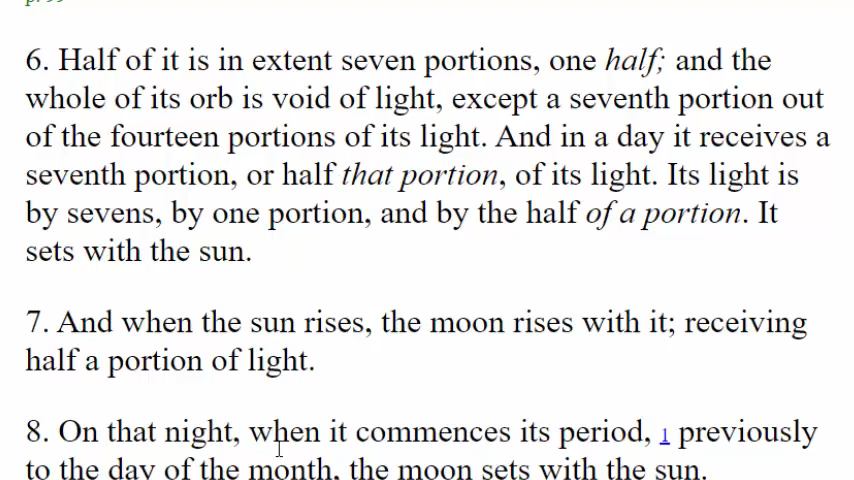 6. Half of it is in extent seven portions, one half; and the
whole of its orb is void of light, except a seventh portion out
of the fourteen portions of its light. And in a day it receives a
seventh portion, or half that portion, of its light. Its light is
by sevens, by one portion, and by the half of a portion. It
sets with the sun.
7. And when the sun rises, the moon rises with it; receiving
half a portion of light.
8. On that night, when it commences its period, 1 previously
to the day of the month, the moon sets with the sun.